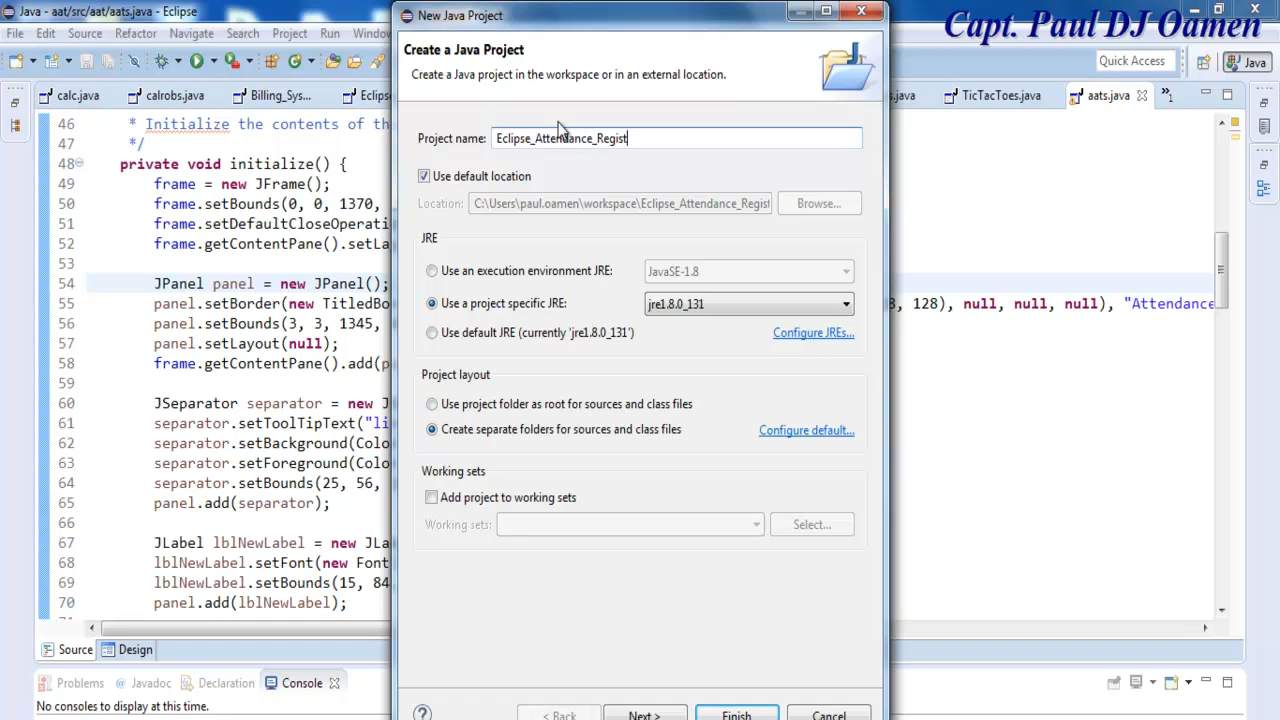 Java - aat/src/aat/aats.java - Eclipse
New Java Project
Capt. Paul DJ Oamen
File Edit Source Refactor Navigate Search Project Run Window
Create a Java Project
Create a Java project in the workspace or in an external location.
Quick Access
Java
calc.java
calrobs.java
Billing_Sy...
Eclips
s.java
TicTacToes.java
aats.java
1
Project name: Eclipse_Attendance_Regist
Use default location
Location: C:\Users\paul.oamen\workspace\Eclipse_Attendance_Regist
Browse...
JRE
Use an execution environment JRE: JavaSE-1.8
Use a project specific JRE: jre1.8.0_131
Use default JRE (currently 'jre1.8.0_131')
Configure JREs...
Project layout
Use project folder as root for sources and class files
Create separate folders for sources and class files
Configure default...
Working sets
Add project to working sets
Working sets:
Select...
? < Back Next > Finish Cancel
46 * Initialize the contents of th
47 */
48 private void initialize() {
49 frame = new JFrame();
50 frame.setBounds(0, 0, 1370,
51 frame.setDefaultCloseOperati
52 frame.getContentPane().setLa
53
54 JPanel panel = new JPanel();
55 panel.setBorder(new TitledBo
8, 128), null, null, null), "Attendance
56 panel.setBounds(3, 3, 1345,
57 panel.setLayout(null);
58 frame.getContentPane().add(p
59
60 JSeparator separator = new J
61 separator.setToolTipText("li
62 separator.setBackground(Colo
63 separator.setForeground(Colo
64 separator.setBounds(25, 56,
65 panel.add(separator);
66
67 JLabel lblNewLabel = new JLa
68 lblNewLabel.setFont(new Font
69 lblNewLabel.setBounds(15, 84
70 panel.add(lblNewLabel);
Source Design
Problems @ Javadoc Declaration Console
No consoles to display at this time.